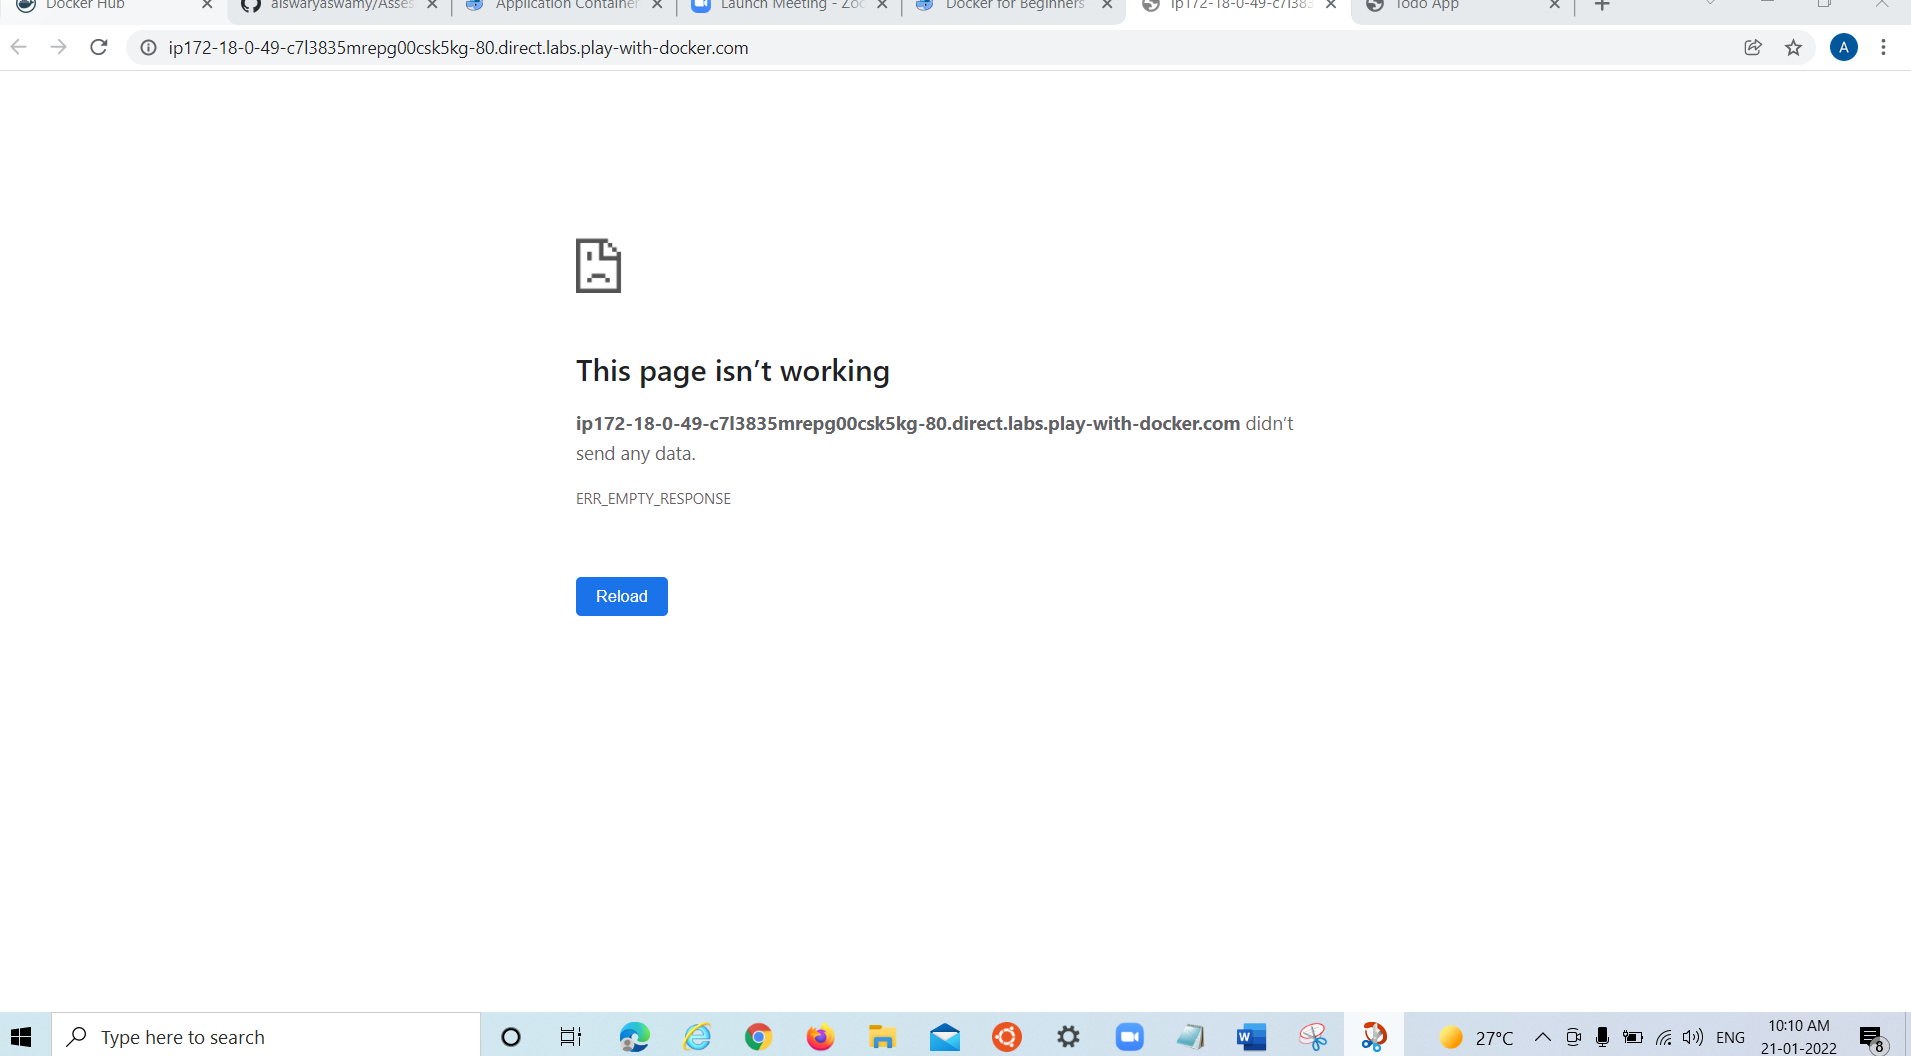 Docker Hub
aiswaryaswamy/Asses
Application Container
Launch Meeting - Zoo
Docker for Beginners
ip172-18-0-49-c7l383
Todo App
ip172-18-0-49-c7l3835mrepg00csk5kg-80.direct.labs.play-with-docker.com
A
This page isn’t working
ip172-18-0-49-c7l3835mrepg00csk5kg-80.direct.labs.play-with-docker.com didn’t
send any data.
ERR_EMPTY_RESPONSE
Reload
Type here to search
27°C
ENG
10:10 AM
21-01-2022
8